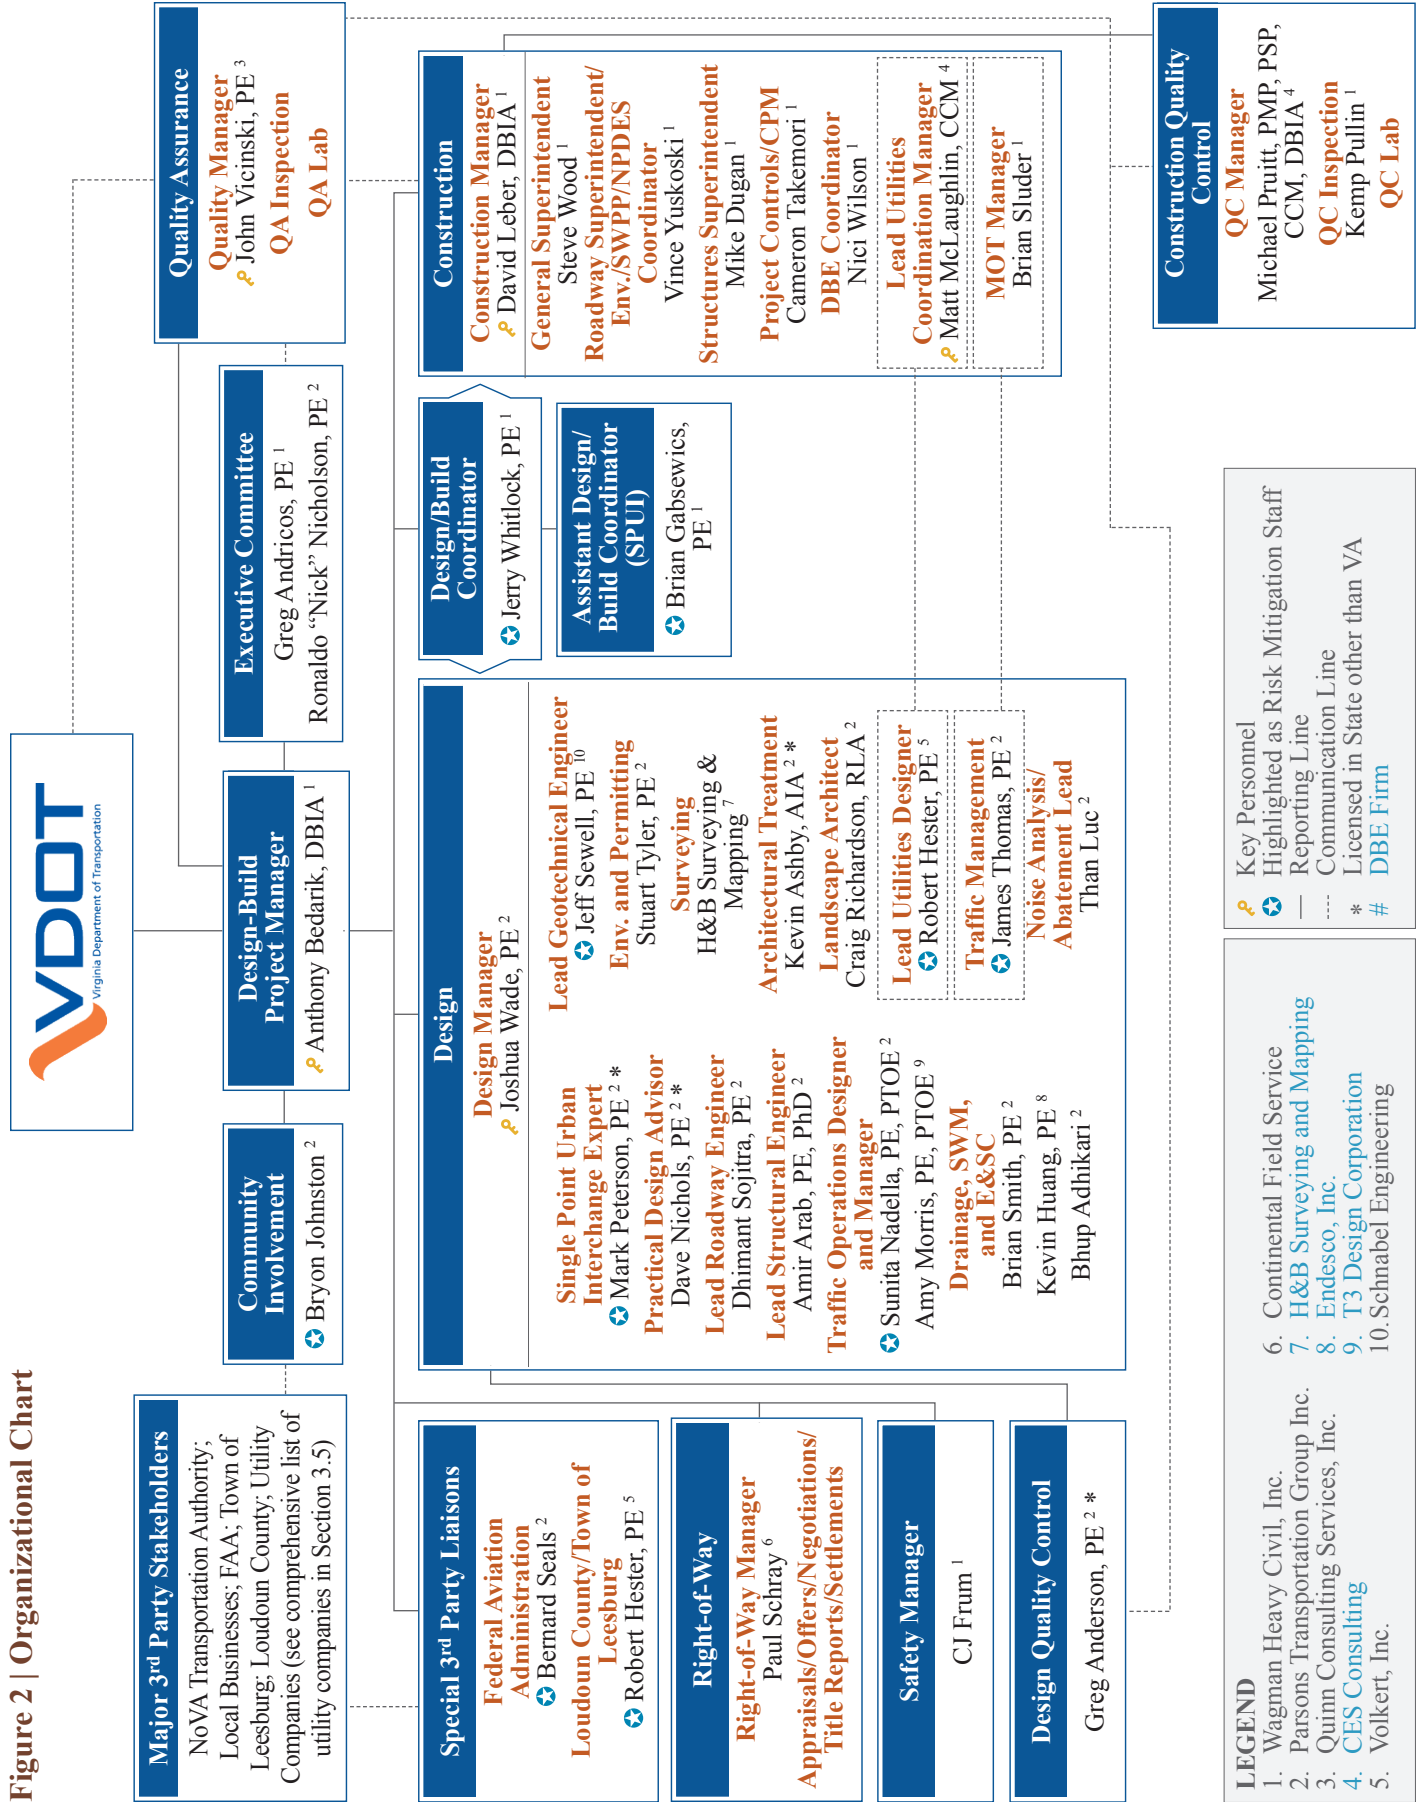 Figure 2 | Organizational Chart
VDOT
Virginia Department of Transportation
Major 3rd Party Stakeholders
NoVA Transportation Authority;
Local Businesses; FAA; Town of
Leesburg; Loudoun County; Utility
Companies (see comprehensive list of
utility companies in Section 3.5)
Community
Involvement
Bryon Johnston 2
Design-Build
Project Manager
Anthony Bedarik, DBIA 1
Executive Committee
Greg Andricos, PE 1
Ronaldo “Nick” Nicholson, PE 2
Quality Assurance
Quality Manager
John Vicinski, PE 3
QA Inspection
QA Lab
Special 3rd Party Liaisons
Federal Aviation
Administration
Bernard Seals 2
Loudoun County/Town of
Leesburg
Robert Hester, PE 5
Right-of-Way
Right-of-Way Manager
Paul Schray 6
Appraisals/Offers/Negotiations/
Title Reports/Settlements
Safety Manager
CJ Frum 1
Design Quality Control
Greg Anderson, PE 2 *
Design
Design Manager
Joshua Wade, PE 2
Single Point Urban
Interchange Expert
Mark Peterson, PE 2 *
Practical Design Advisor
Dave Nichols, PE 2 *
Lead Roadway Engineer
Dhimant Sojitra, PE 2
Lead Structural Engineer
Amir Arab, PE, PhD 2
Traffic Operations Designer
and Manager
Sunita Nadella, PE, PTOE 2
Amy Morris, PE, PTOE 9
Drainage, SWM,
and E&SC
Brian Smith, PE 2
Kevin Huang, PE 8
Bhup Adhikari 2
Lead Geotechnical Engineer
Jeff Sewell, PE 10
Env. and Permitting
Stuart Tyler, PE 2
Surveying
H&B Surveying &
Mapping 7
Architectural Treatment
Kevin Ashby, AIA 2 *
Landscape Architect
Craig Richardson, RLA 2
Lead Utilities Designer
Robert Hester, PE 5
Traffic Management
James Thomas, PE 2
Noise Analysis/
Abatement Lead
Than Luc 2
Design/Build
Coordinator
Jerry Whitlock, PE 1
Assistant Design/
Build Coordinator
(SPUI)
Brian Gabsewics,
PE 1
Construction
Construction Manager
David Leber, DBIA 1
General Superintendent
Steve Wood 1
Roadway Superintendent/
Env./SWPP/NPDES
Coordinator
Vince Yuskoski 1
Structures Superintendent
Mike Dugan 1
Project Controls/CPM
Cameron Takemori 1
DBE Coordinator
Nici Wilson 1
Lead Utilities
Coordination Manager
Matt McLaughlin, CCM 4
MOT Manager
Brian Sluder 1
Construction Quality
Control
QC Manager
Michael Pruitt, PMP, PSP,
CCM, DBIA 4
QC Inspection
Kemp Pullin 1
QC Lab
LEGEND
1. Wagman Heavy Civil, Inc.
2. Parsons Transportation Group Inc.
3. Quinn Consulting Services, Inc.
4. CES Consulting
5. Volkert, Inc.
6. Continental Field Service
7. H&B Surveying and Mapping
8. Endesco, Inc.
9. T3 Design Corporation
10. Schnabel Engineering
Key Personnel
Highlighted as Risk Mitigation Staff
Reporting Line
Communication Line
* Licensed in State other than VA
# DBE Firm